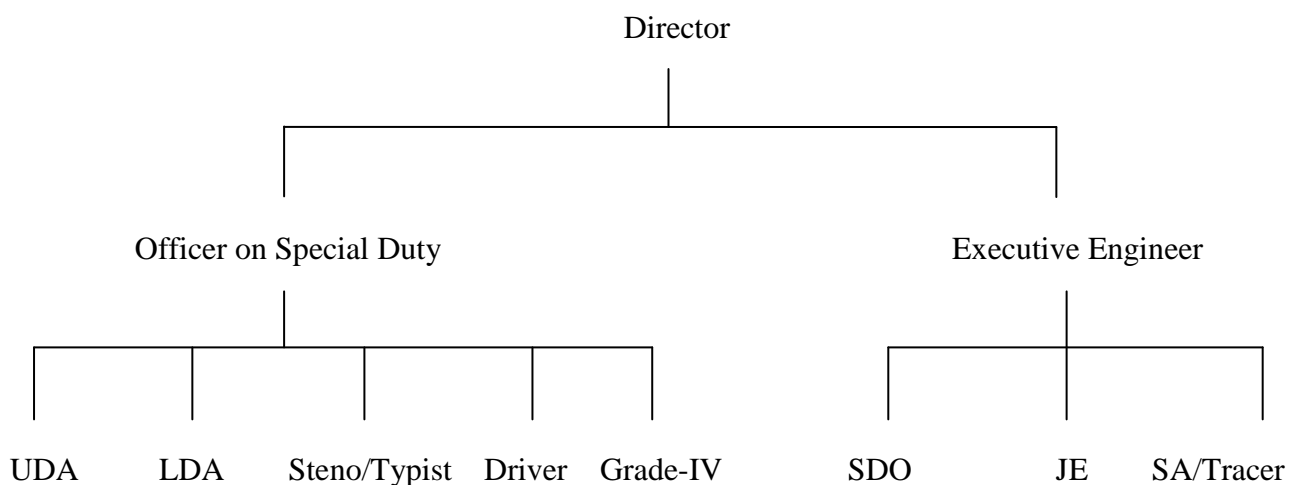 Director
Officer on Special Duty Executive Engineer
UDA LDA Steno/Typist Driver Grade-IV SDO JE SA/Tracer